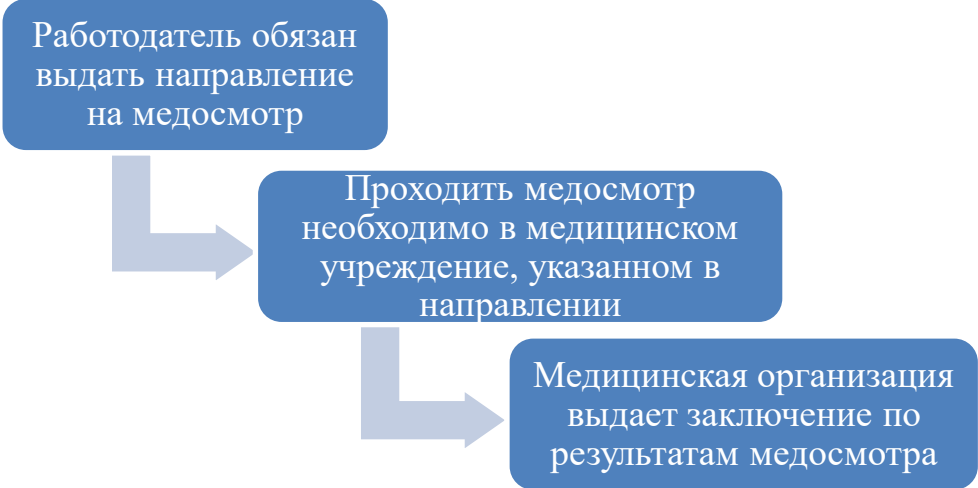 Работодатель обязан
выдать направление
на медосмотр
Проходить медосмотр
необходимо в медицинском
учреждение, указанном в
направлении
Медицинская организация
выдает заключение по
результатам медосмотра